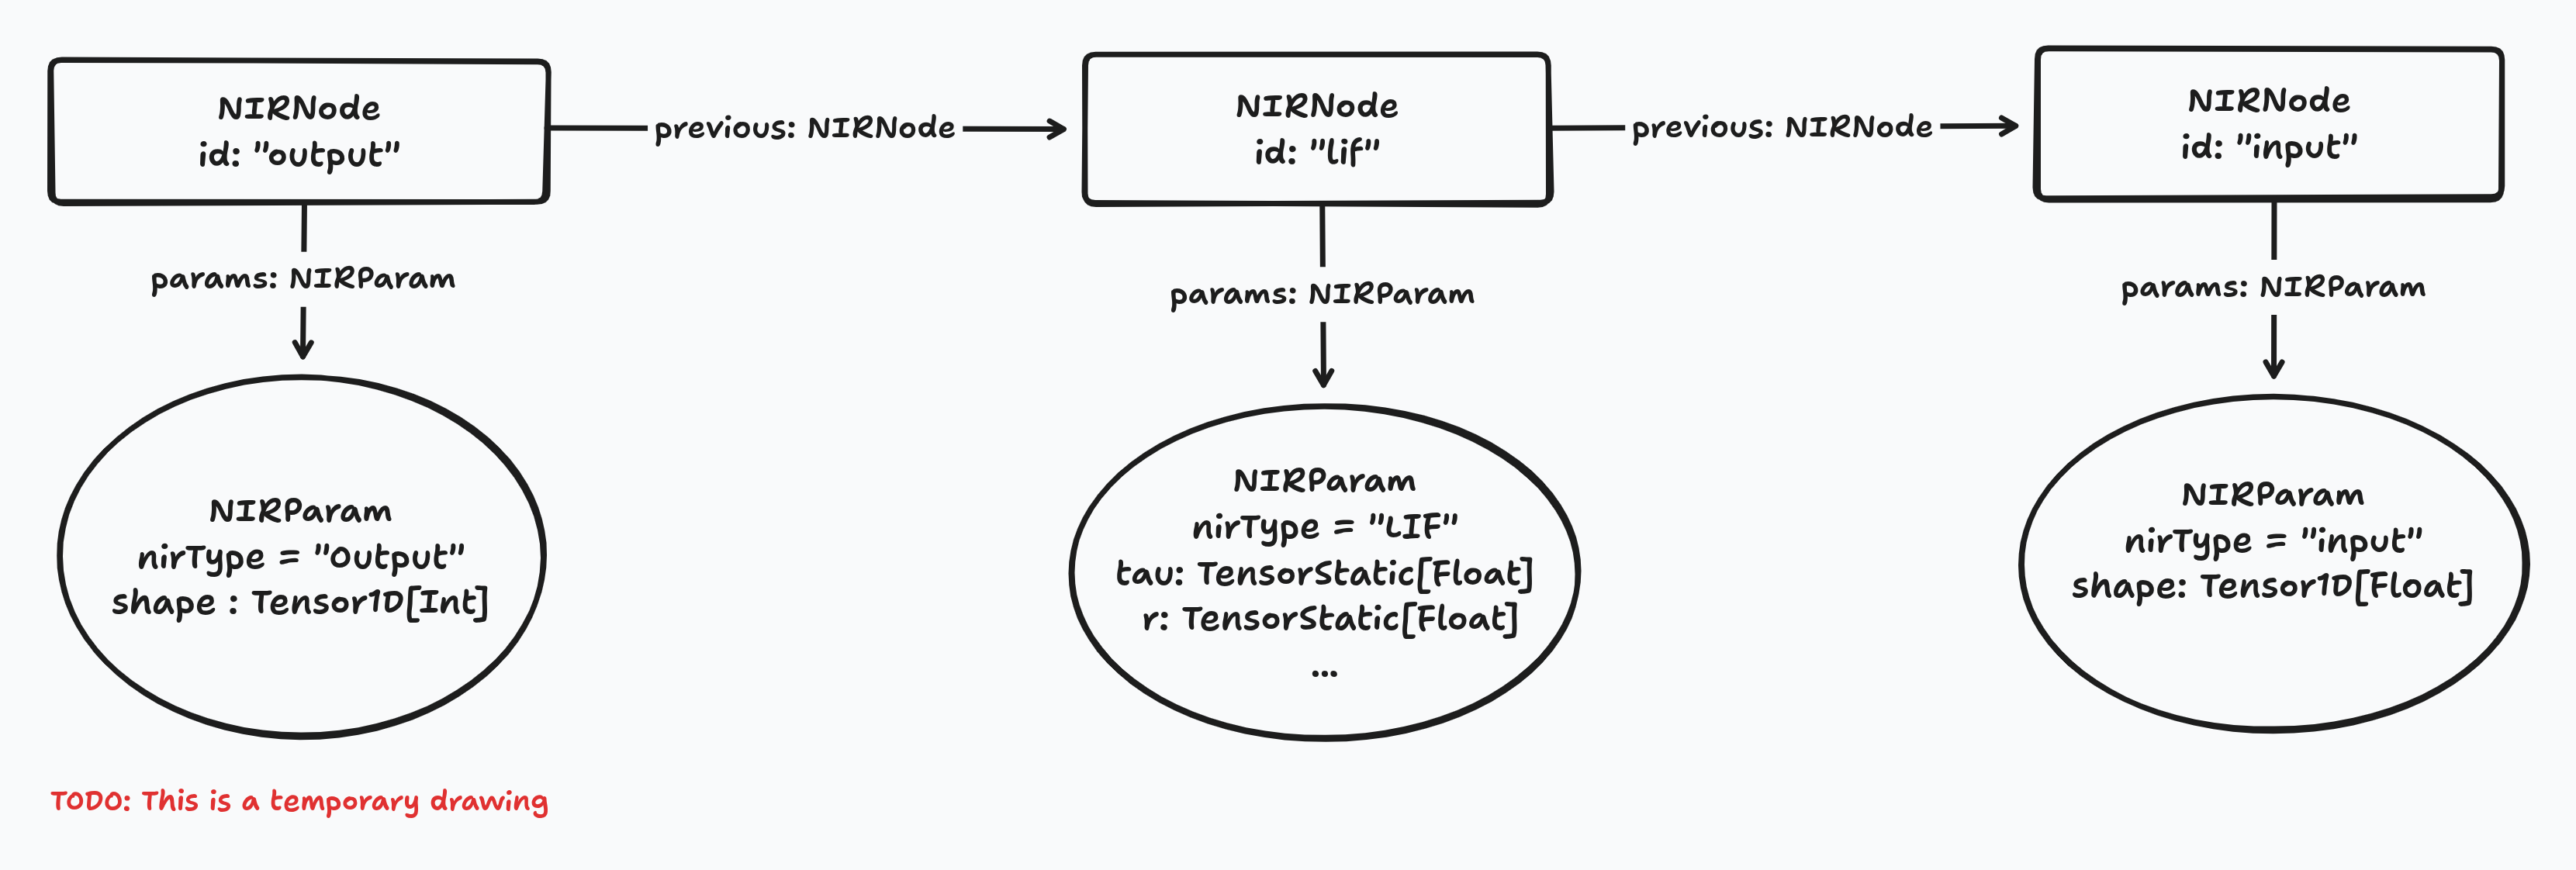 NIRNode
id: "output"
previous: NIRNode
NIRNode
id: "lif"
previous: NIRNode
NIRNode
id: "input"
params: NIRParam
params: NIRParam
params: NIRParam
NIRParam
nirType = "Output"
shape : Tensor1D[Int]
NIRParam
nirType = "LIF"
tau: TensorStatic[Float]
r: TensorStatic[Float]
...
NIRParam
nirType = "input"
shape: Tensor1D[Float]
TODO: This is a temporary drawing